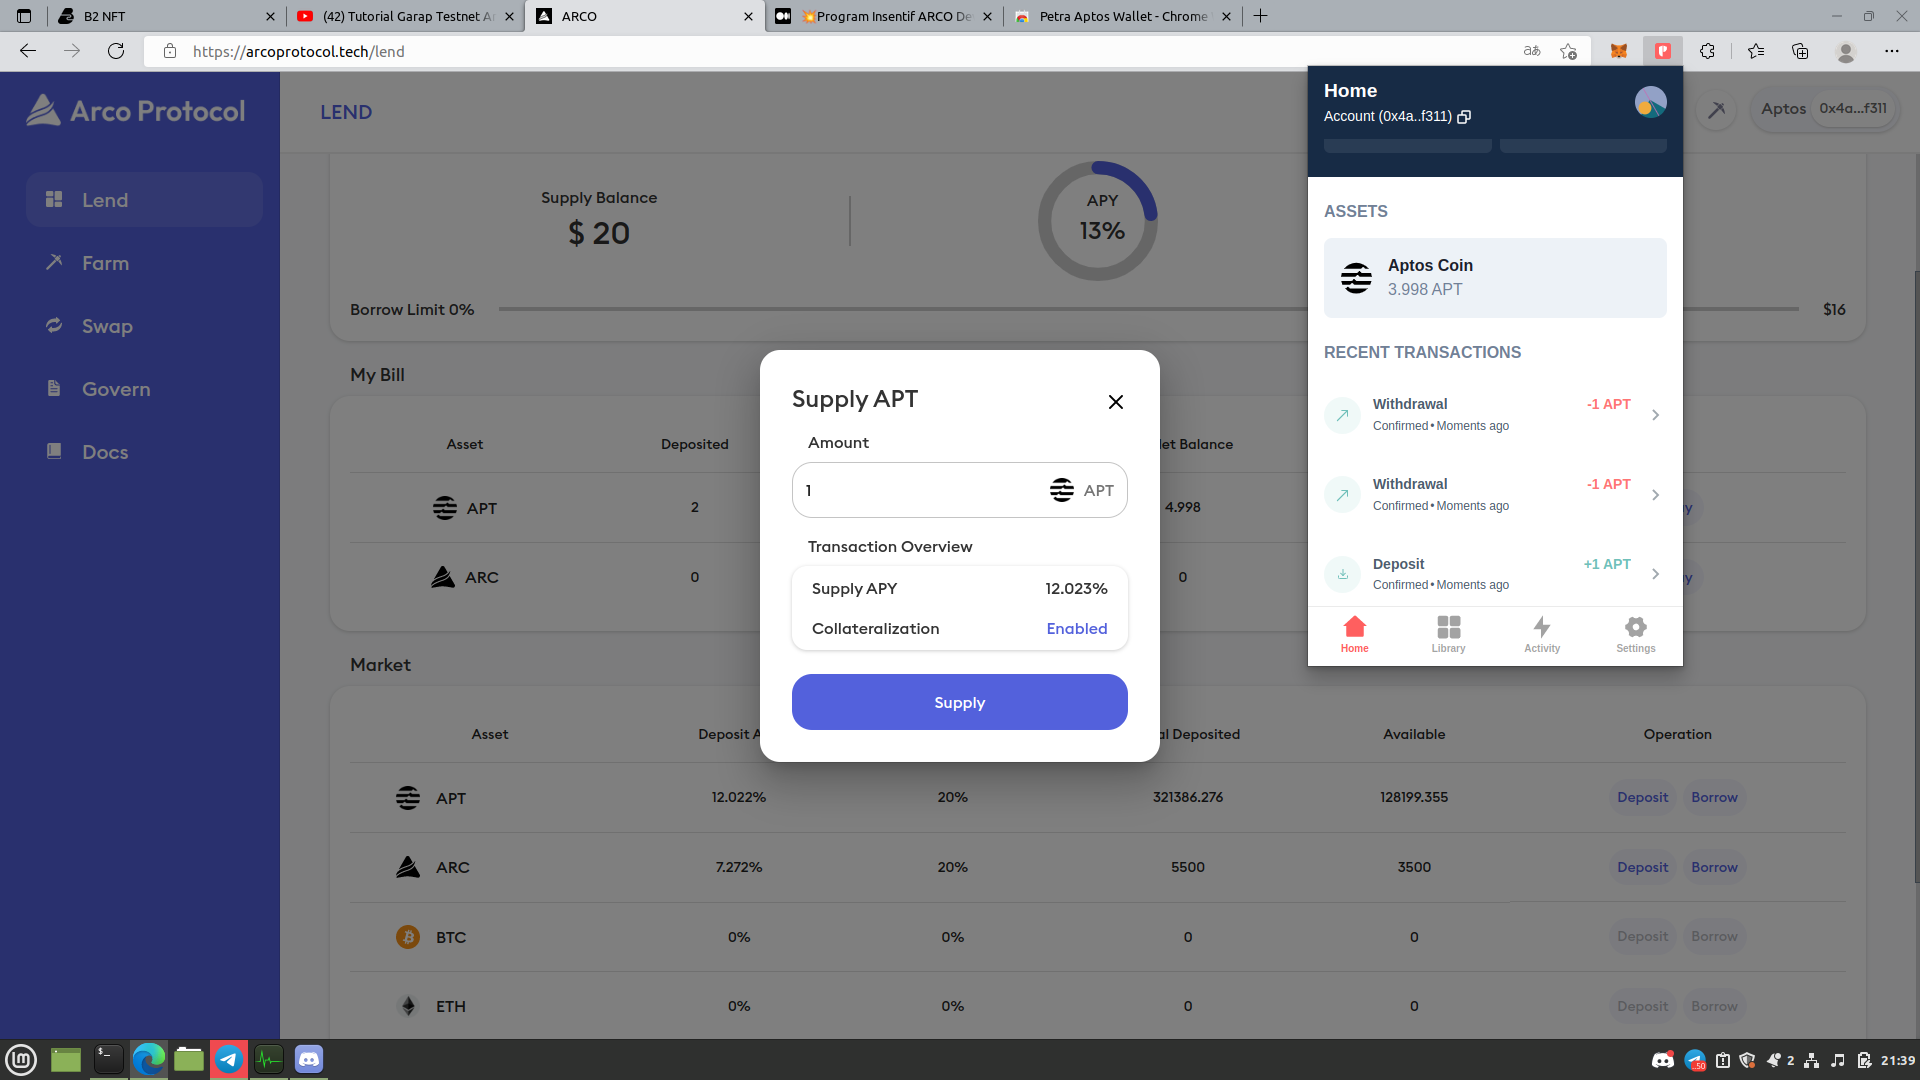 B2 NFT
(42) Tutorial Garap Testnet A
ARCO
💥Program Insentif ARCO De
Petra Aptos Wallet - Chrome
https://arcoprotocol.tech/lend
Arco Protocol
Lend
Farm
Swap
Govern
Docs
LEND
Aptos
0x4a...f311
Supply Balance
$ 20
APY
13%
Borrow Limit 0%
$16
My Bill
Asset
Deposited
let Balance
APT
2
4.998
y
ARC
0
0
y
Market
Asset
Deposit A
al Deposited
Available
Operation
APT
12.022%
20%
321386.276
128199.355
Deposit
Borrow
ARC
7.272%
20%
5500
3500
Deposit
Borrow
BTC
0%
0%
0
0
Deposit
Borrow
ETH
0%
0%
0
0
Deposit
Borrow
Supply APT
Amount
1
APT
Transaction Overview
Supply APY
12.023%
Collateralization
Enabled
Supply
Home
Account (0x4a..f311)
ASSETS
Aptos Coin
3.998 APT
RECENT TRANSACTIONS
Withdrawal
-1 APT
Confirmed • Moments ago
Withdrawal
-1 APT
Confirmed • Moments ago
Deposit
+1 APT
Confirmed • Moments ago
Home
Library
Activity
Settings
2
21:39